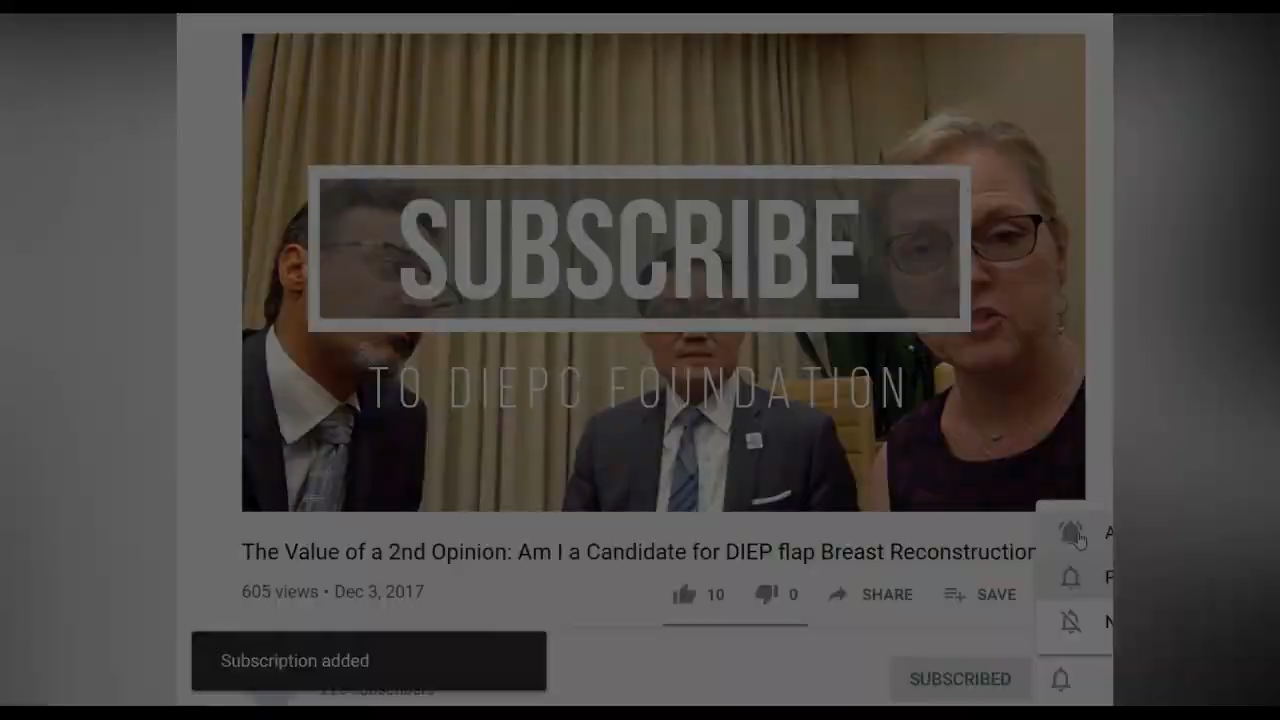 SUBSCRIBE
TO DIEPC FOUNDATION
The Value of a 2nd Opinion: Am I a Candidate for DIEP flap Breast Reconstruction
605 views • Dec 3, 2017
10
0
SHARE
SAVE
A
P
N
Subscription added
SUBSCRIBED